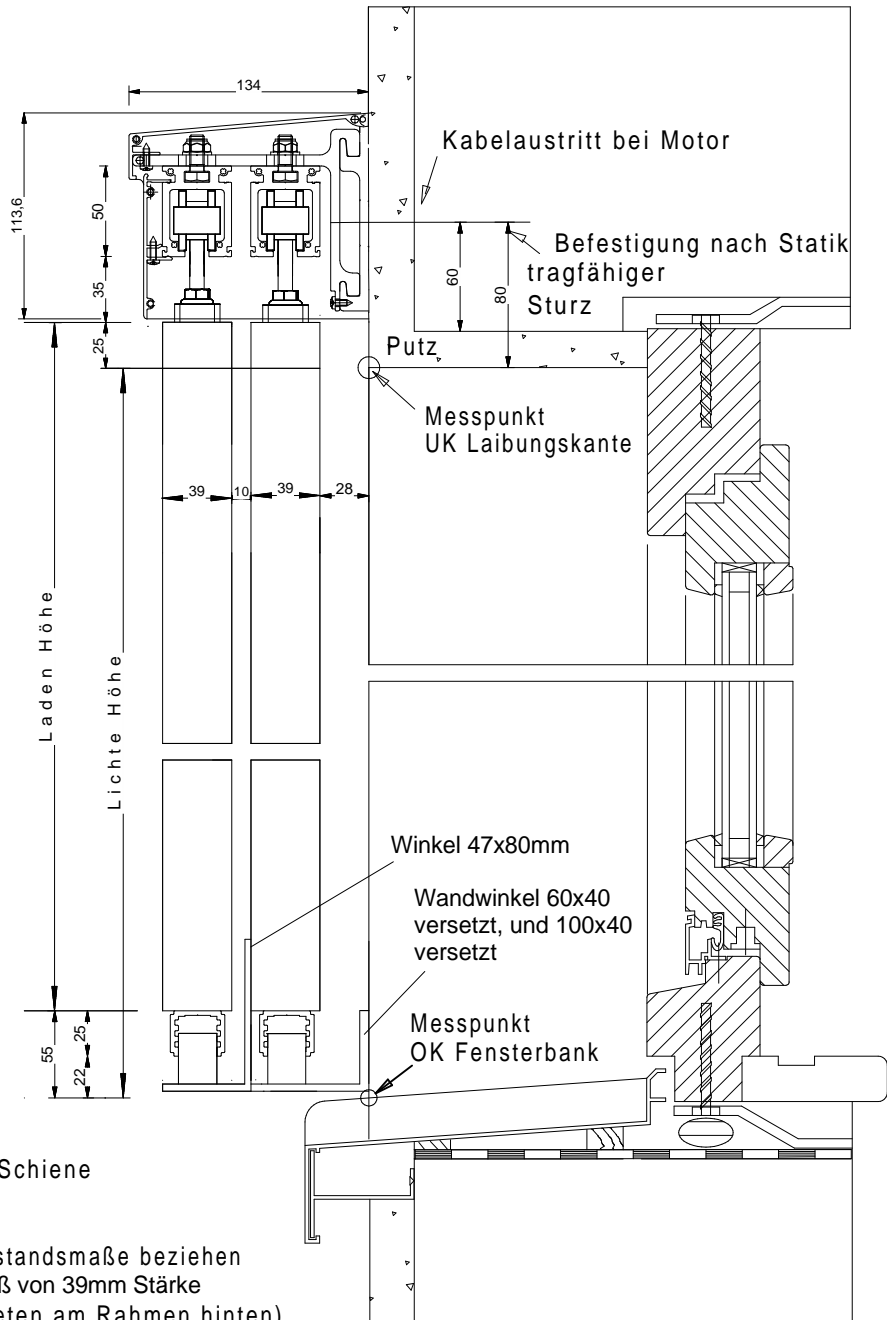 134
Kabelaustritt bei Motor
113,6
50
35
25
60
80
Befestigung nach Statik
tragfähiger
Sturz
Putz
Messpunkt
UK Laibungskante
39
10
39
28
Laden Höhe
Lichte Höhe
Winkel 47x80mm
Wandwinkel 60x40
versetzt, und 100x40
versetzt
Messpunkt
OK Fensterbank
55
25
22
Schiene
standsmaße beziehen
ß von 39mm Stärke
eten am Rahmen hinten)